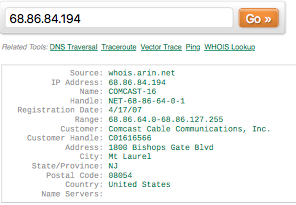 68.86.84.194 Go »
Related Tools: DNS Traversal Traceroute Vector Trace Ping WHOIS Lookup
Source: whois.arin.net
IP Address: 68.86.84.194
Name: COMCAST-16
Handle: NET-68-86-64-0-1
Registration Date: 4/17/07
Range: 68.86.64.0-68.86.127.255
Customer: Comcast Cable Communications, Inc.
Customer Handle: C01616566
Address: 1800 Bishops Gate Blvd
City: Mt Laurel
State/Province: NJ
Postal Code: 08054
Country: United States
Name Servers: